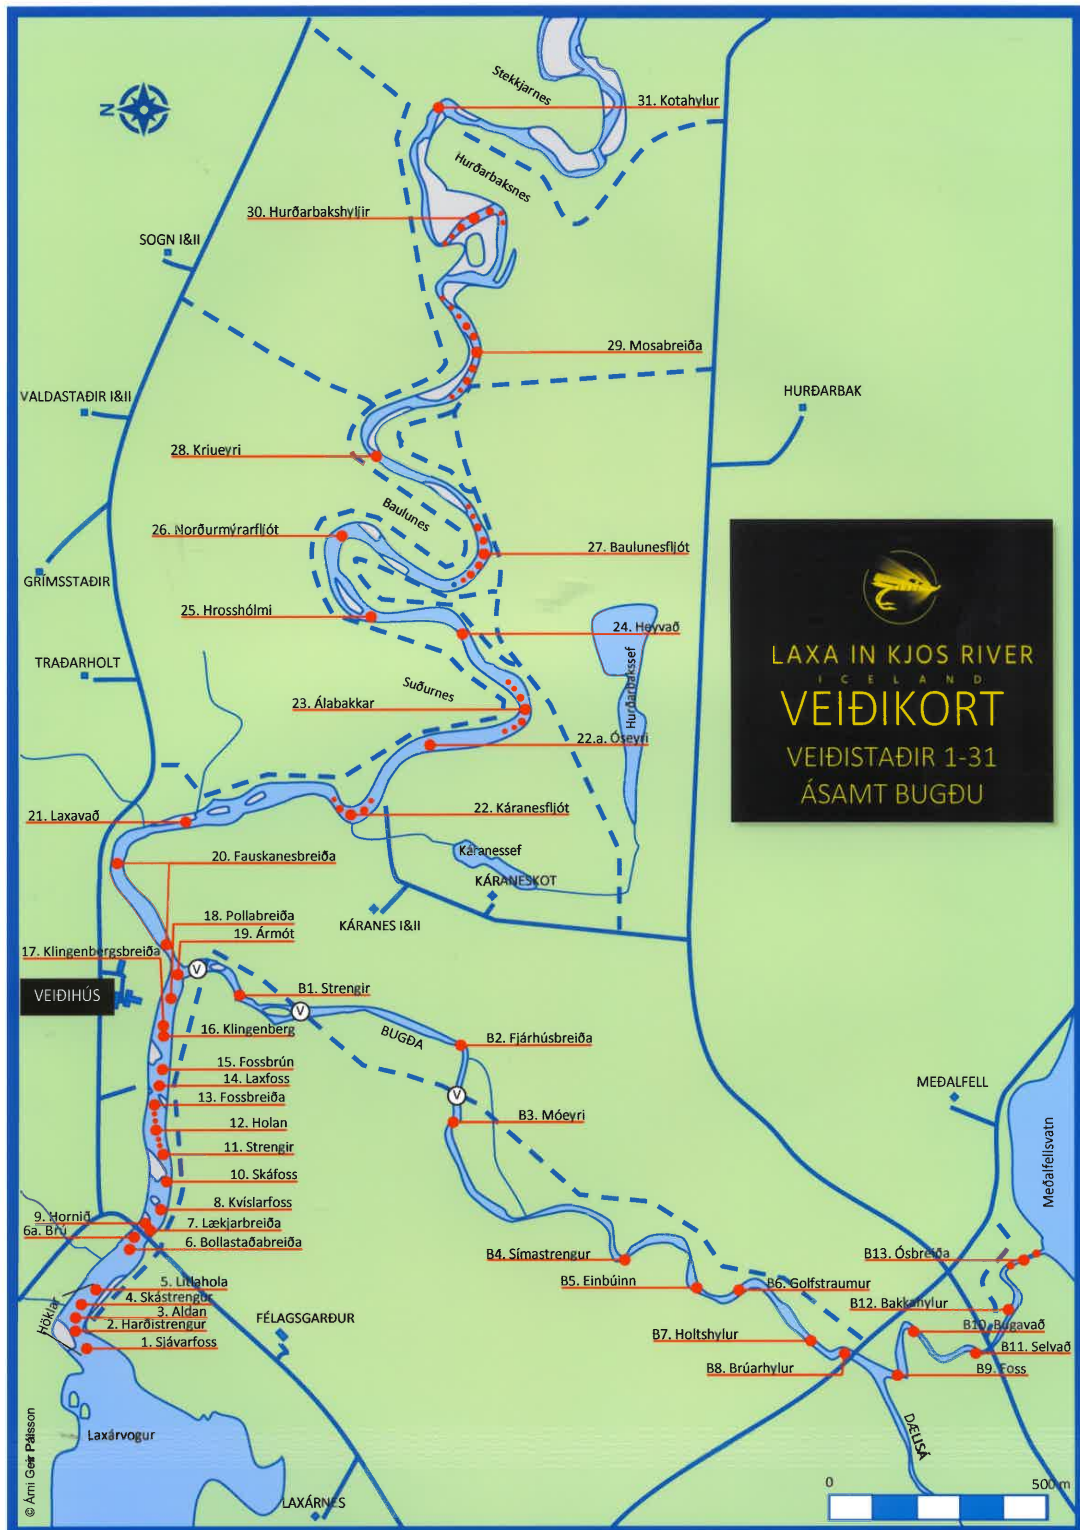 Stekkjarnes
31. Kotahylur
N
Hurðarbaksnes
30. Hurðarbakshyljir
SOGN I&II
29. Mosabreiða
VALDASTAÐIR I&II
HURÐARBAK
28. Kriueyri
Baulunes
26. Norðurmýrarfljót
27. Baulunesfljót
GRÍMSSTAÐIR
25. Hrosshólmi
24. Heyvað
Hurðarbakssef
TRAÐARHOLT
Suðurnes
23. Álabakkar
22.a. Óseyri
LAXA IN KJOS RIVER
ICELAND
VEIÐIKORT
VEIÐISTAÐIR 1-31
ÁSAMT BUGÐU
21. Laxavað
22. Káranesfljót
20. Fauskanesbreiða
Káranessef
KÁRANESKOT
KÁRANES I&II
18. Pollabreiða
19. Ármót
17. Klingenbergsbreiða
V
VEIÐIHÚS
B1. Strengir
V
16. Klingenberg
BUGÐA
B2. Fjárhúsbreiða
15. Fossbrún
14. Laxfoss
13. Fossbreiða
V
12. Holan
B3. Móeyri
11. Strengir
10. Skáfoss
MEÐALFELL
Meðalfellsvatn
8. Kvíslarfoss
9. Hornið
7. Lækjarbreiða
6a. Brú
6. Bollastaðabreiða
B4. Símastrengur
B13. Ósbreiða
5. Litlahola
4. Skástrengur
3. Aldan
2. Harðistrengur
1. Sjávarfoss
Höklar
FÉLAGSGARÐUR
B5. Einbúinn
B6. Golfstraumur
B12. Bakkahylur
B10. Bugavað
B7. Holtshylur
B11. Selvað
B8. Brúarhylur
B9. Foss
DÆLISÁ
Laxárvogur
LAXÁRNES
© Árni Geir Pálsson
0
500 m